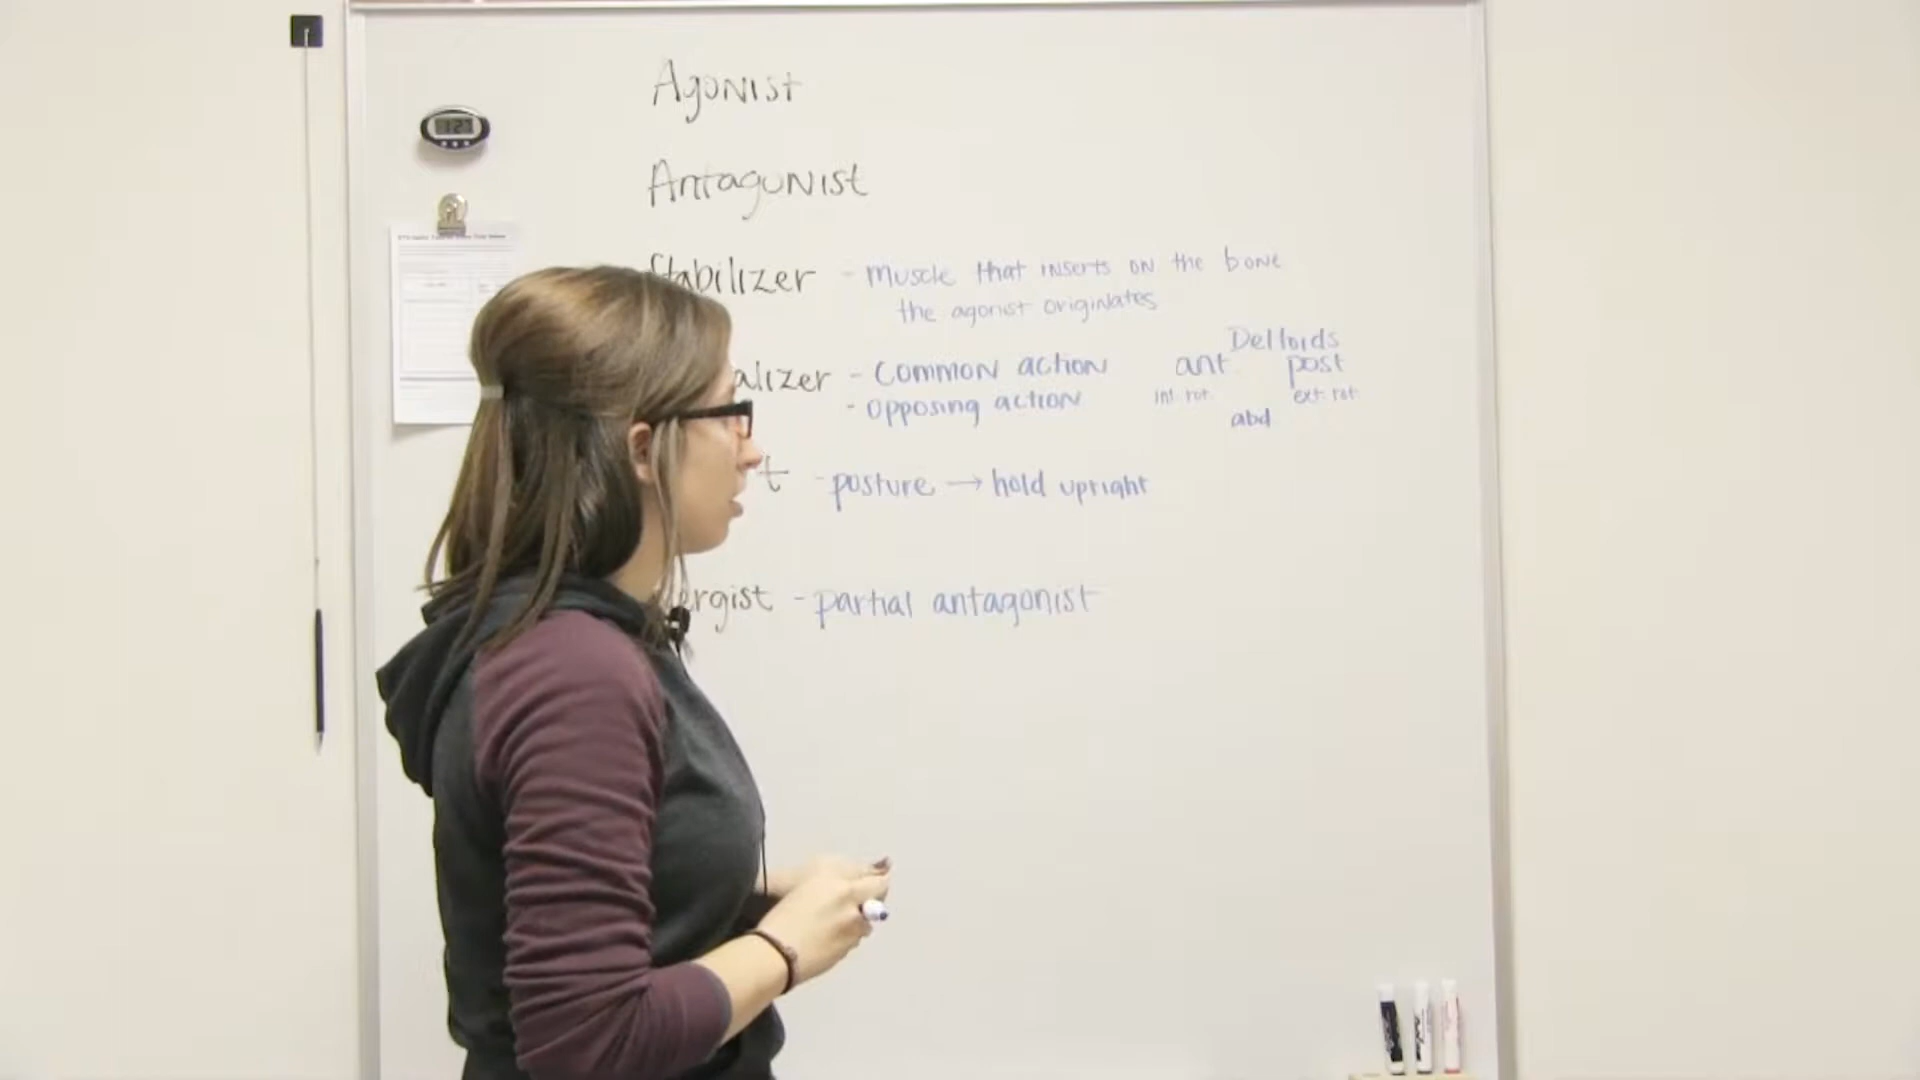 Agonist
127
Antagonist
Stabilizer - muscle that inserts on the bone
the agonist originates
Deltoids
alizer - Common action ant post
- Opposing action int. rot. ext. rot.
abd
t - posture → hold upright
ergist - partial antagonist